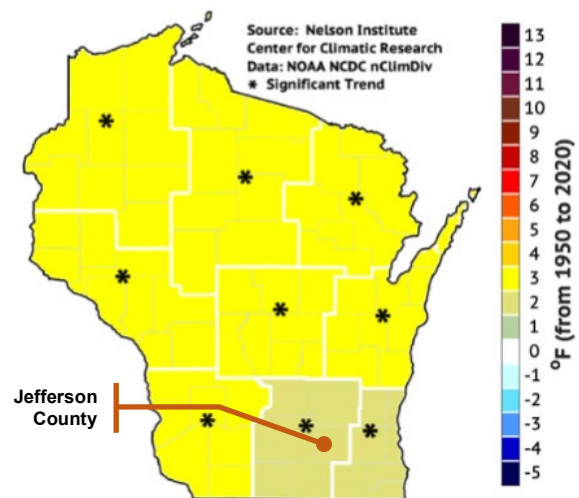 Source: Nelson Institute
Center for Climatic Research
Data: NOAA NCDC nClimDiv
* Significant Trend
Jefferson
County
13
12
11
10
9
8
7
6
5
4
3
2
1
0
-1
-2
-3
-4
-5
°F (from 1950 to 2020)